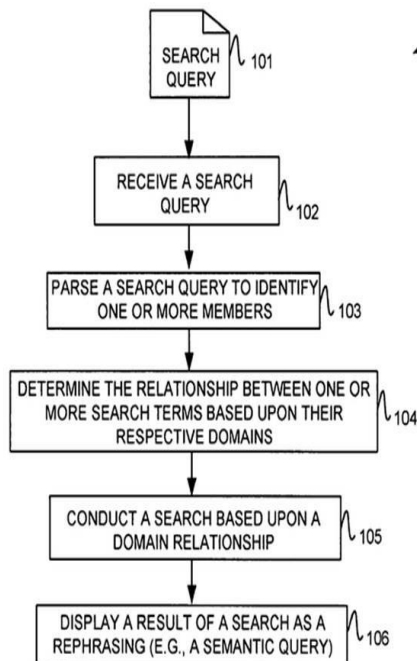 SEARCH
QUERY
101
RECEIVE A SEARCH
QUERY
102
PARSE A SEARCH QUERY TO IDENTIFY
ONE OR MORE MEMBERS
103
DETERMINE THE RELATIONSHIP BETWEEN ONE OR
MORE SEARCH TERMS BASED UPON THEIR
RESPECTIVE DOMAINS
104
CONDUCT A SEARCH BASED UPON A
DOMAIN RELATIONSHIP
105
DISPLAY A RESULT OF A SEARCH AS A
REPHRASING (E.G., A SEMANTIC QUERY)
106